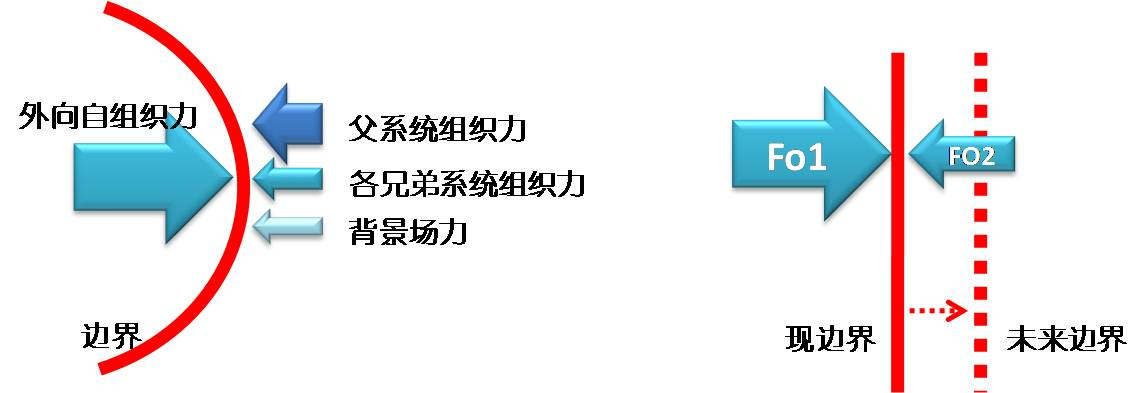 外向自组织力
父系统组织力
各兄弟系统组织力
背景场力
边界
Fo1
FO2
现边界
未来边界